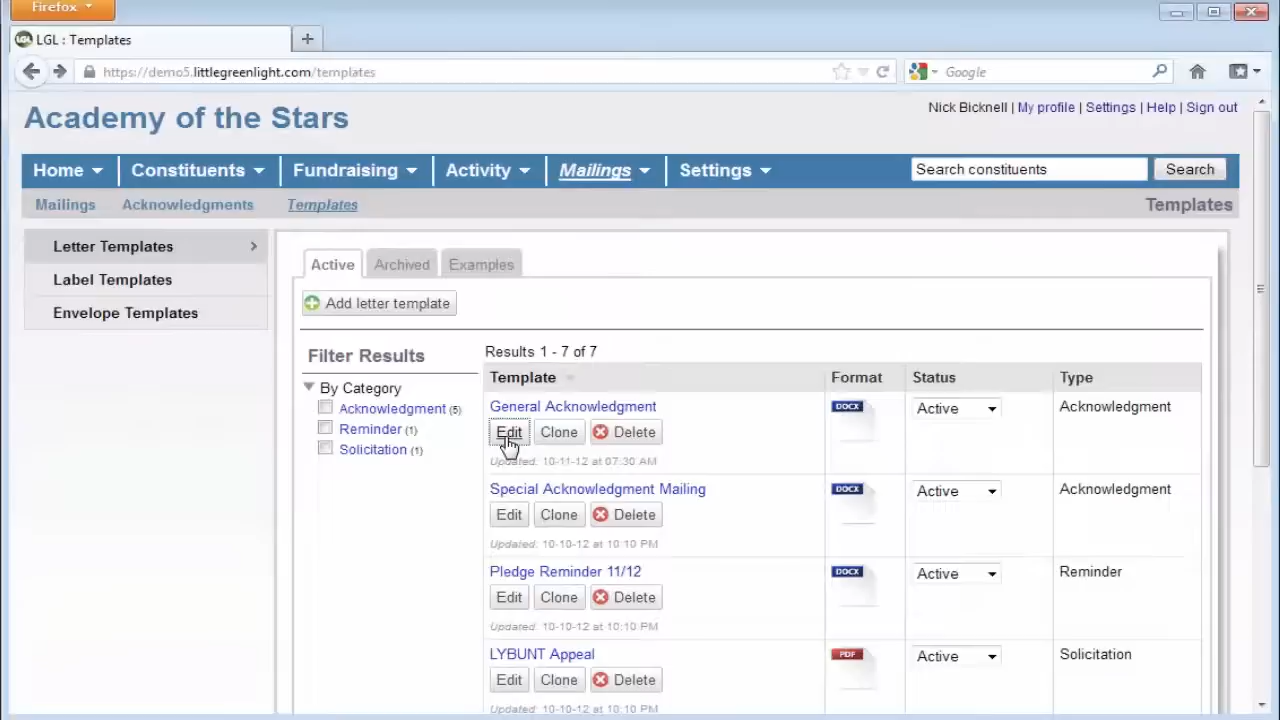 Firefox
LGL : Templates
https://demo5.littlegreenlight.com/templates
Google
Academy of the Stars
Nick Bicknell | My profile | Settings | Help | Sign out
Home Constituents Fundraising Activity Mailings Settings
Search constituents Search
Mailings Acknowledgments Templates Templates
Letter Templates
Label Templates
Envelope Templates
Active Archived Examples
Add letter template
Filter Results
By Category
Acknowledgment (5)
Reminder (1)
Solicitation (1)
Results 1 - 7 of 7
Template Format Status Type
General Acknowledgment DOCX Active Acknowledgment
Edit Clone Delete
Updated: 10-11-12 at 07:30 AM
Special Acknowledgment Mailing DOCX Active Acknowledgment
Edit Clone Delete
Updated: 10-10-12 at 10:10 PM
Pledge Reminder 11/12 DOCX Active Reminder
Edit Clone Delete
Updated: 10-10-12 at 10:10 PM
LYBUNT Appeal PDF Active Solicitation
Edit Clone Delete
Updated: 10-10-12 at 10:10 PM